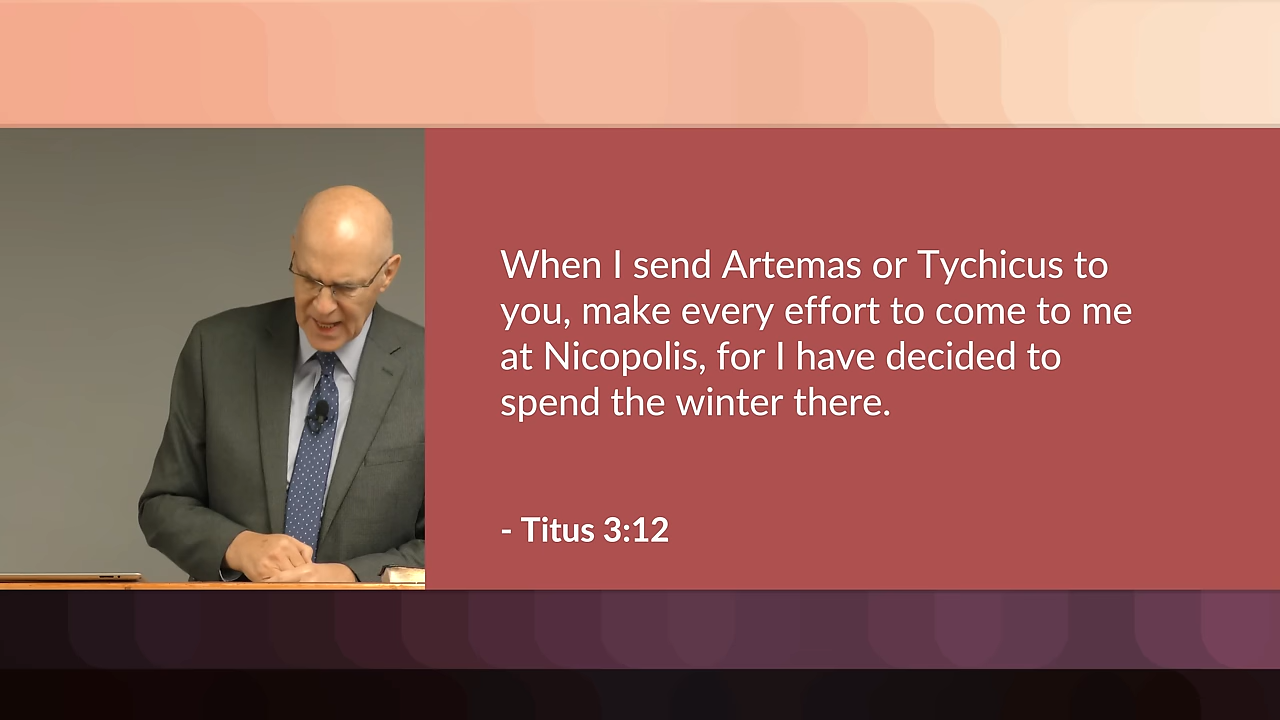 When I send Artemas or Tychicus to
you, make every effort to come to me
at Nicopolis, for I have decided to
spend the winter there.
- Titus 3:12